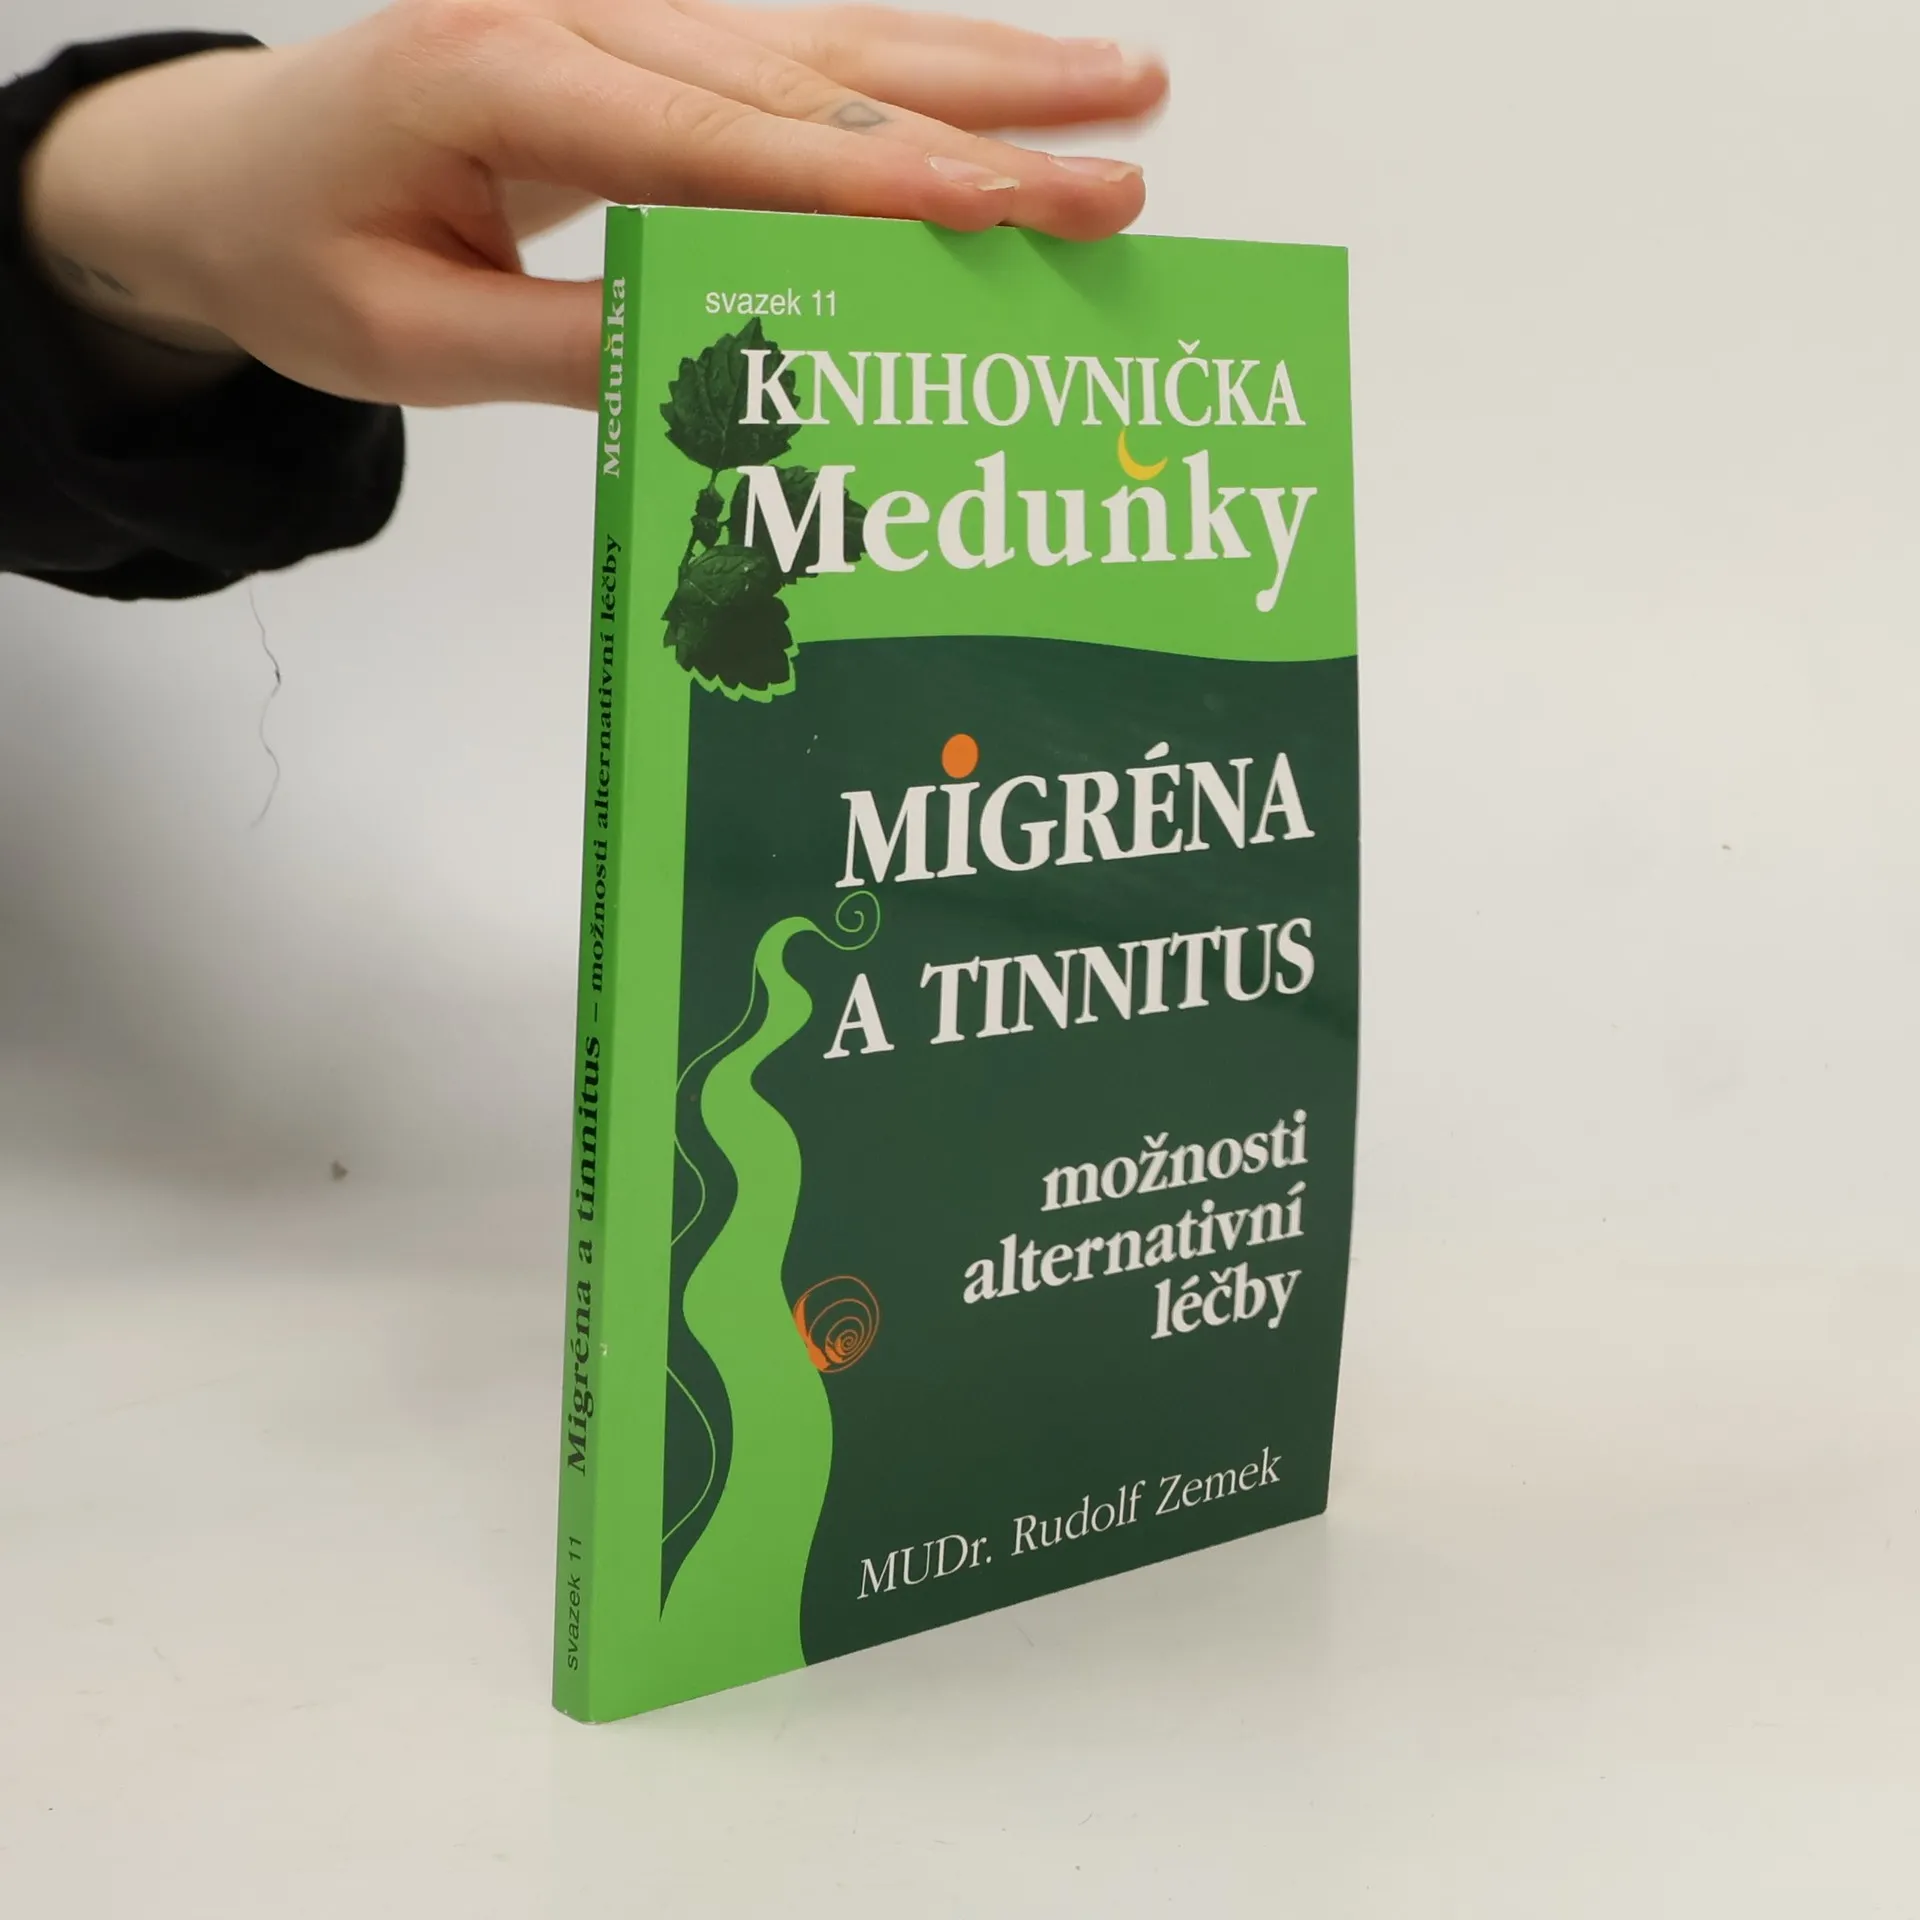 svazek 11
KNIHOVNIČKA
Meduňky
MIGRÉNA
A TINNITUS
možnosti
alternativní
léčby
MUDr. Rudolf Zemek
svazek 11 Migréna a tinnitus – možnosti alternativní léčby Meduňka